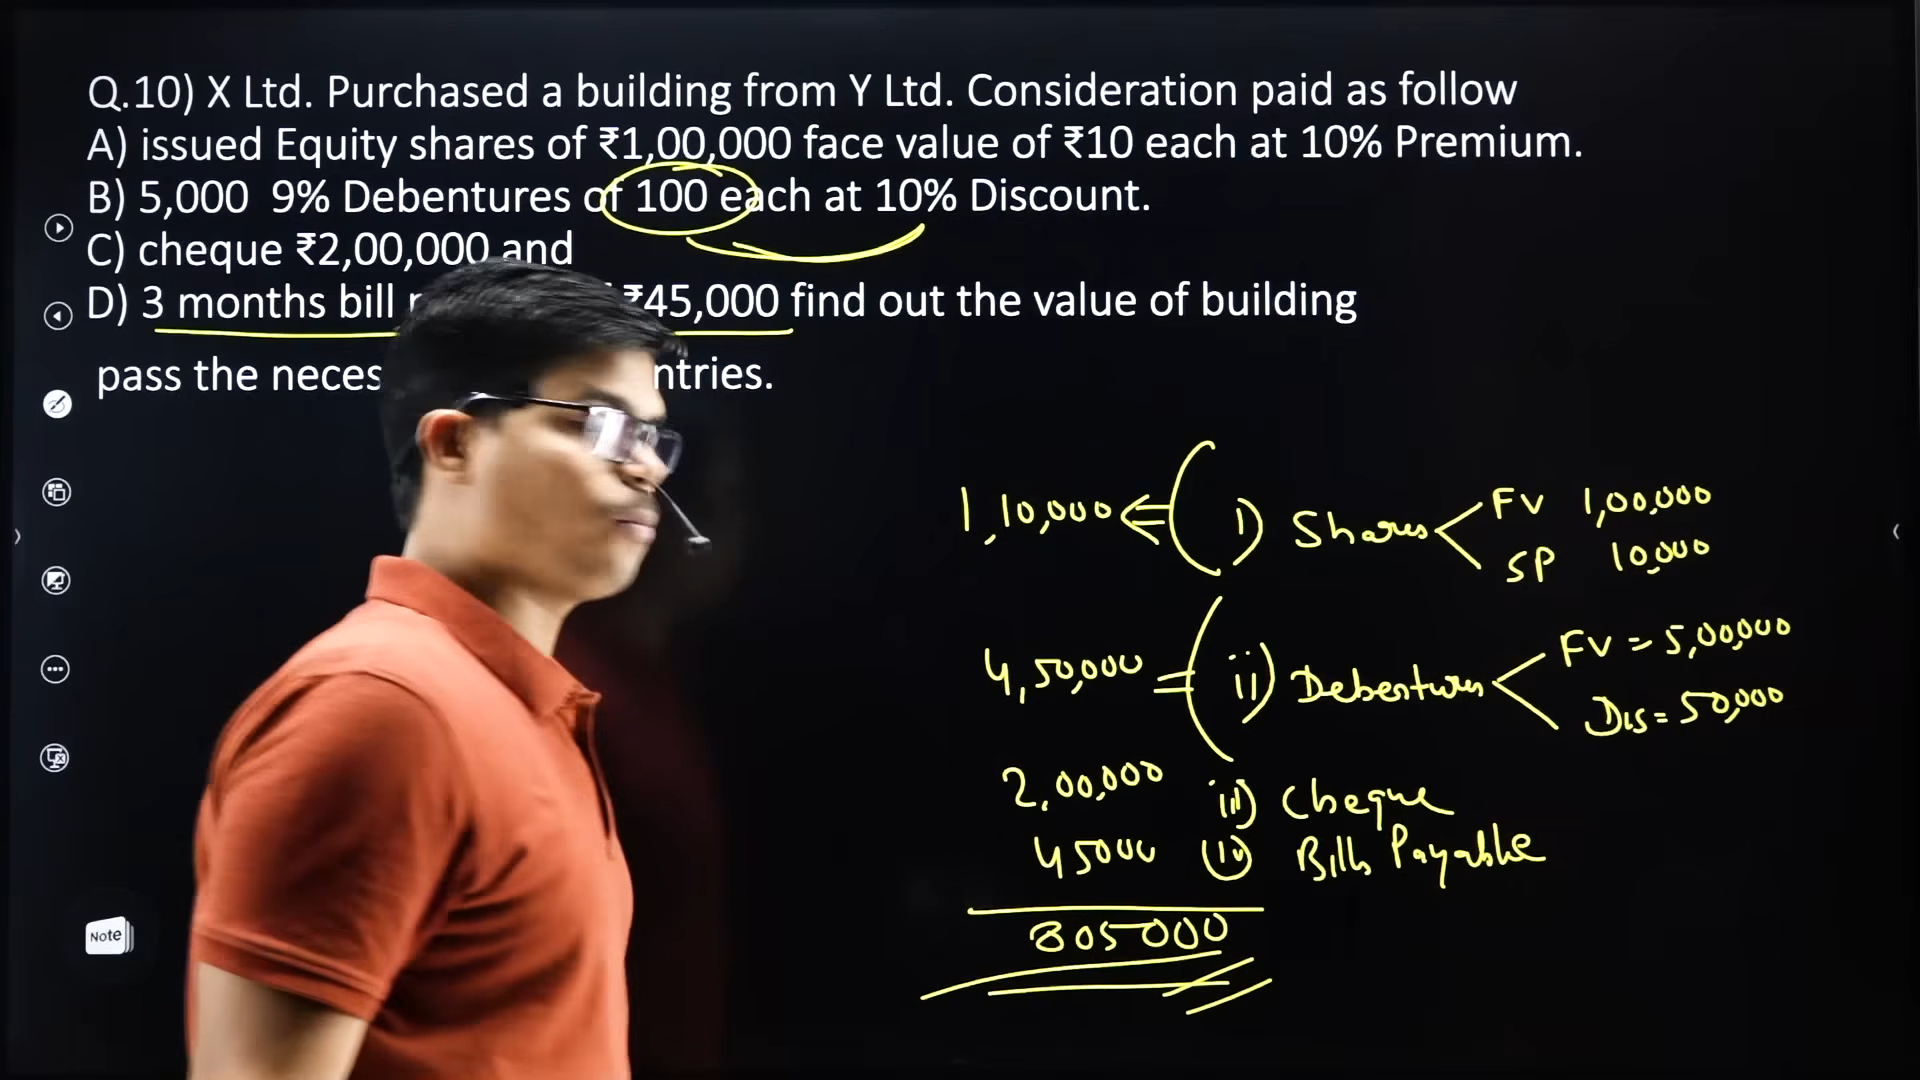 Q.10) X Ltd. Purchased a building from Y Ltd. Consideration paid as follow
A) issued Equity shares of ₹1,00,000 face value of ₹10 each at 10% Premium.
B) 5,000 9% Debentures of 100 each at 10% Discount.
C) cheque ₹2,00,000 and
D) 3 months bill ₹45,000 find out the value of building
pass the neces ntries.
1,10,000 i) Shares FV 1,00,000
SP 10,000
4,50,000 = ii) Debentures FV = 5,00,000
Dis = 50,000
2,00,000 iii) Cheque
45000 (iv) Bills Payable
805000
Note